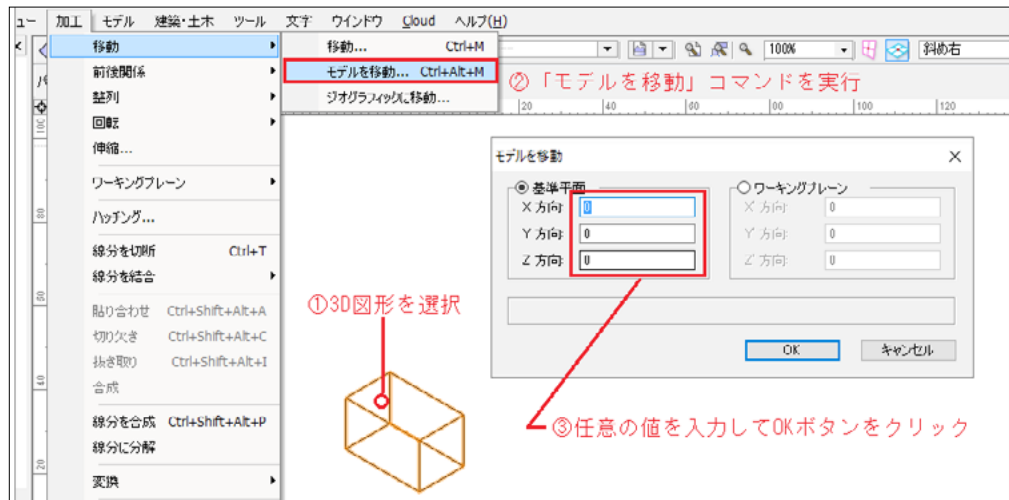 ュー 加工 モデル 建築・土木 ツール 文字 ウインドウ Cloud ヘルプ(H)
移動
移動... Ctrl+M
100%
斜め右
前後関係
モデルを移動... Ctrl+Alt+M
②「モデルを移動」コマンドを実行
整列
ジオグラフィックに移動...
20 40 60 80 100 120
回転
伸縮...
ワーキングプレーン
ハッチング...
線分を切断 Ctrl+T
線分を結合
貼り合わせ Ctrl+Shift+Alt+A
切り欠き Ctrl+Shift+Alt+C
抜き取り Ctrl+Shift+Alt+I
合成
線分を合成 Ctrl+Shift+Alt+P
線分に分解
変換
100
80
60
40
20
モデルを移動
基準平面
X 方向: 0
Y 方向: 0
Z 方向: 0
ワーキングプレーン
X 方向: 0
Y 方向: 0
Z 方向: 0
OK キャンセル
①3D図形を選択
③任意の値を入力してOKボタンをクリック